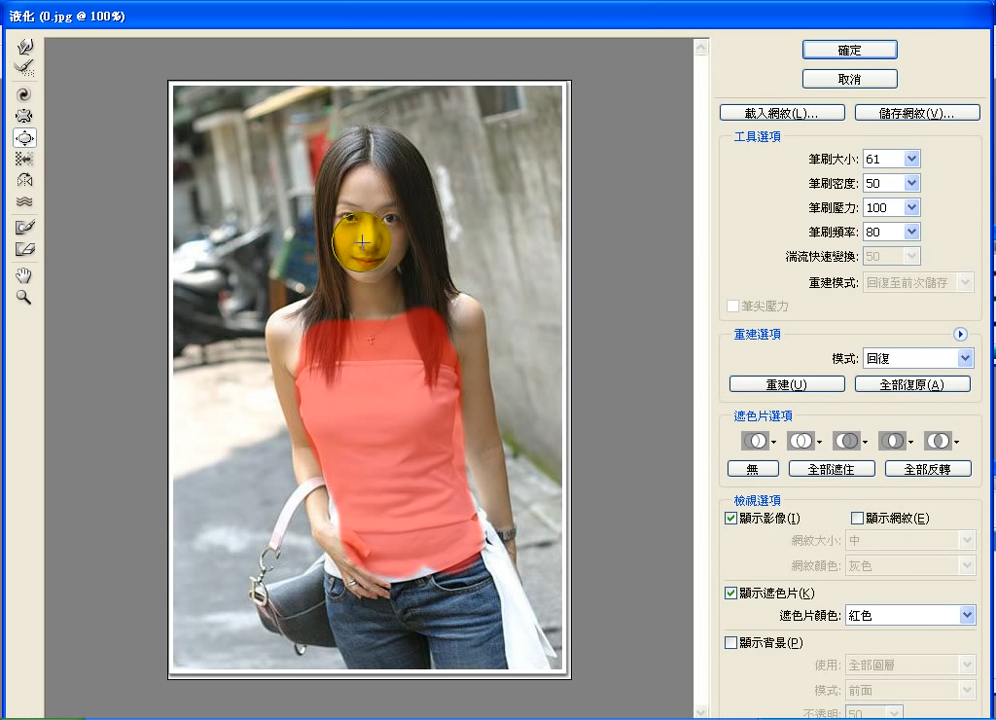 液化 (0.jpg @ 100%)
確定
取消
載入網紋(L)...
儲存網紋(V)...
工具選項
筆刷大小: 61
筆刷密度: 50
筆刷壓力: 100
筆刷頻率: 80
湍流快速變換: 50
重建模式: 回復至前次儲存
筆尖壓力
重建選項
模式: 回復
重建(U)
全部復原(A)
遮色片選項
無
全部遮住
全部反轉
檢視選項
顯示影像(I)
顯示網紋(E)
網紋大小: 中
網紋顏色: 灰色
顯示遮色片(K)
遮色片顏色: 紅色
顯示背景(P)
使用: 全部圖層
模式: 前面
不透明: 50